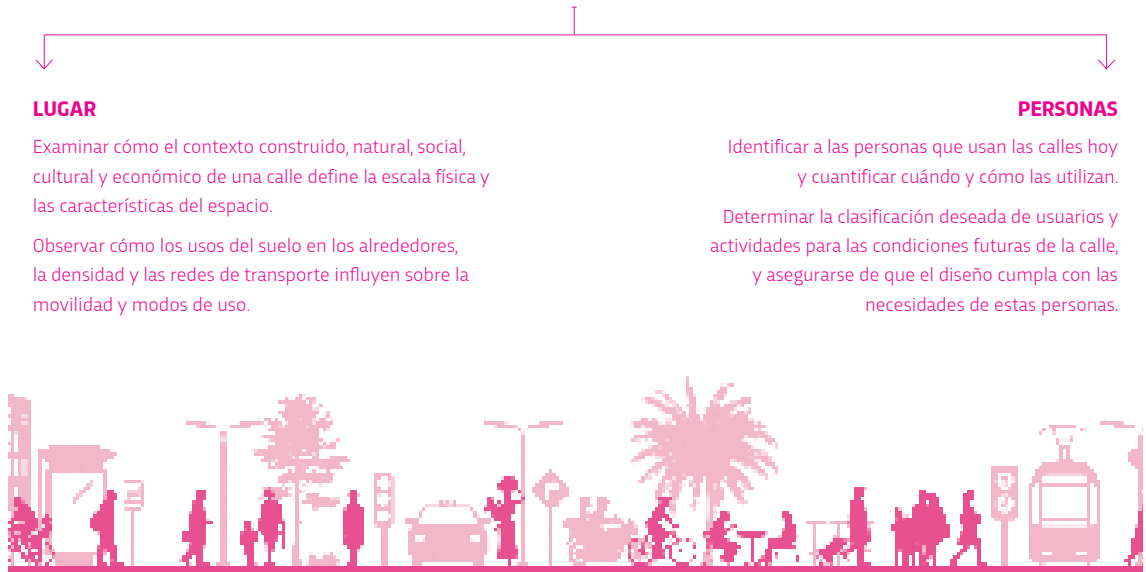 LUGAR
Examinar cómo el contexto construido, natural, social,
cultural y económico de una calle define la escala física y
las características del espacio.
Observar cómo los usos del suelo en los alrededores,
la densidad y las redes de transporte influyen sobre la
movilidad y modos de uso.
PERSONAS
Identificar a las personas que usan las calles hoy
y cuantificar cuándo y cómo las utilizan.
Determinar la clasificación deseada de usuarios y
actividades para las condiciones futuras de la calle,
y asegurarse de que el diseño cumpla con las
necesidades de estas personas.